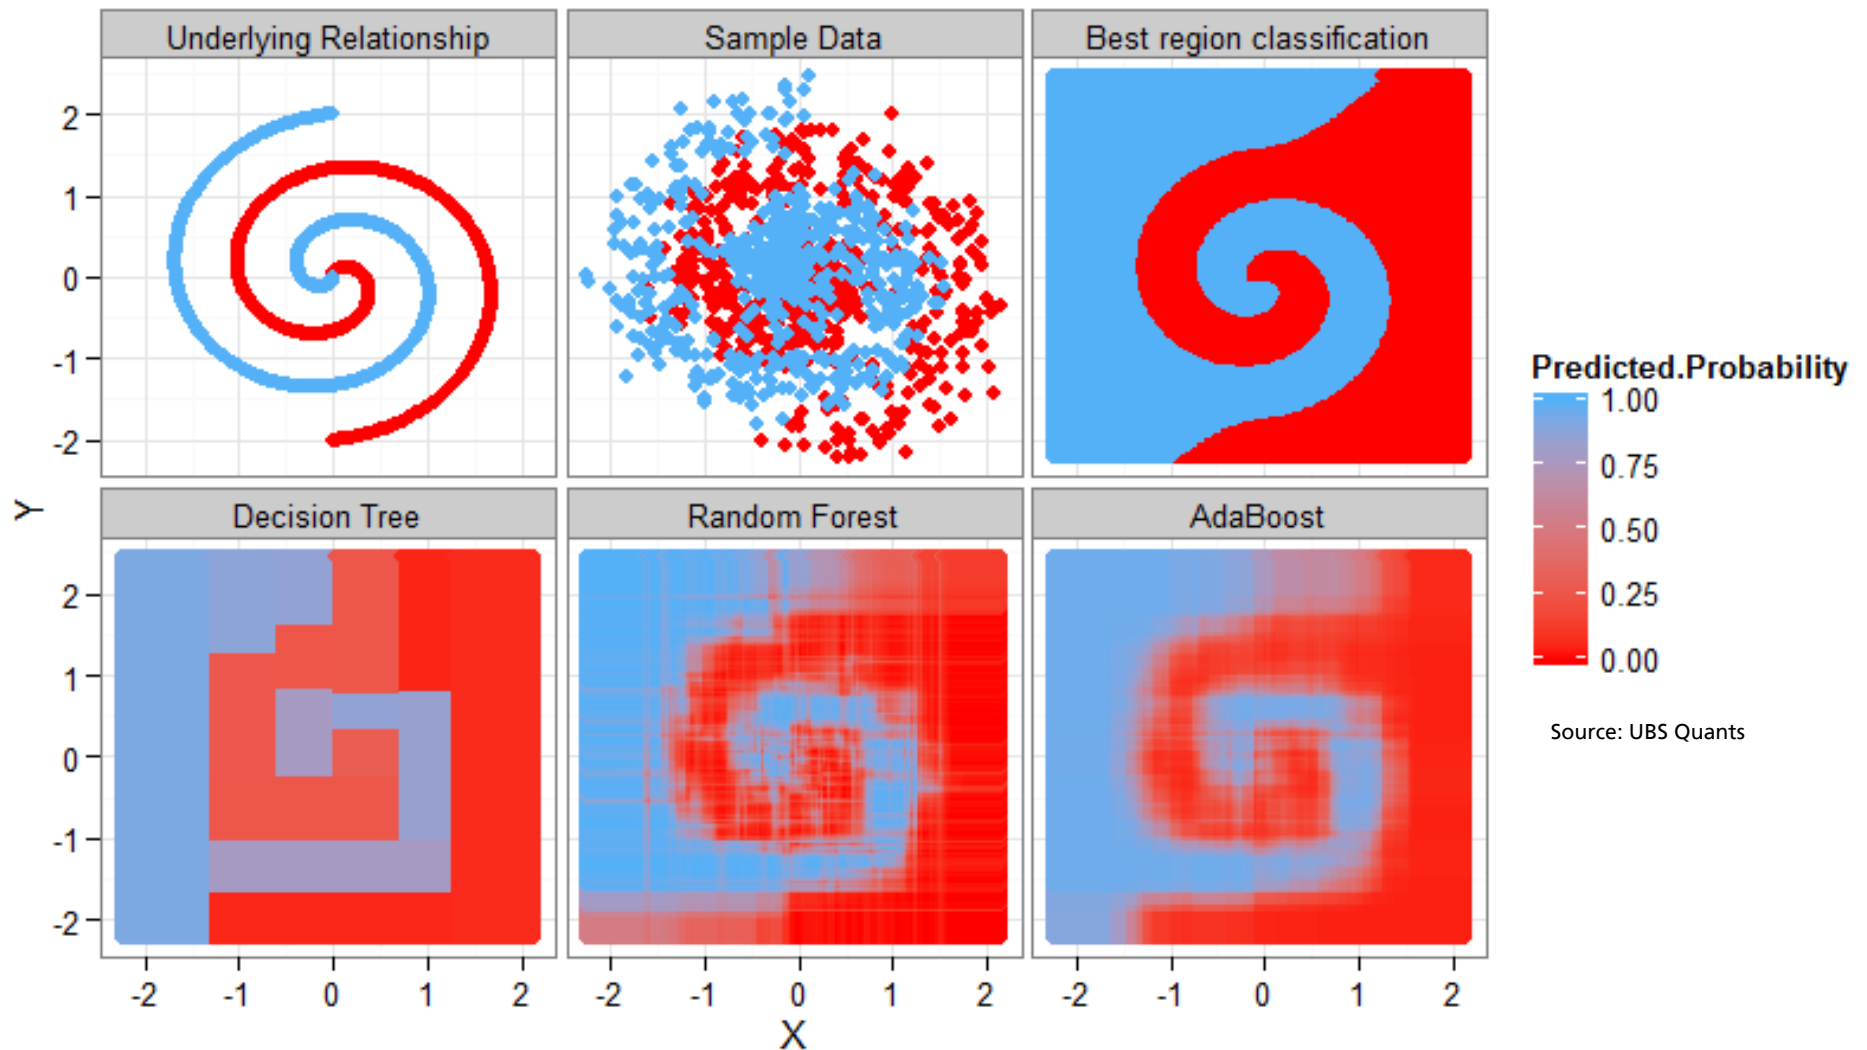 Underlying Relationship
Sample Data
Best region classification
2
1
0
-1
-2
Y
Decision Tree
Random Forest
AdaBoost
2
1
0
-1
-2
-2 -1 0 1 2
-2 -1 0 1 2
-2 -1 0 1 2
X
Predicted.Probability
1.00
0.75
0.50
0.25
0.00
Source: UBS Quants